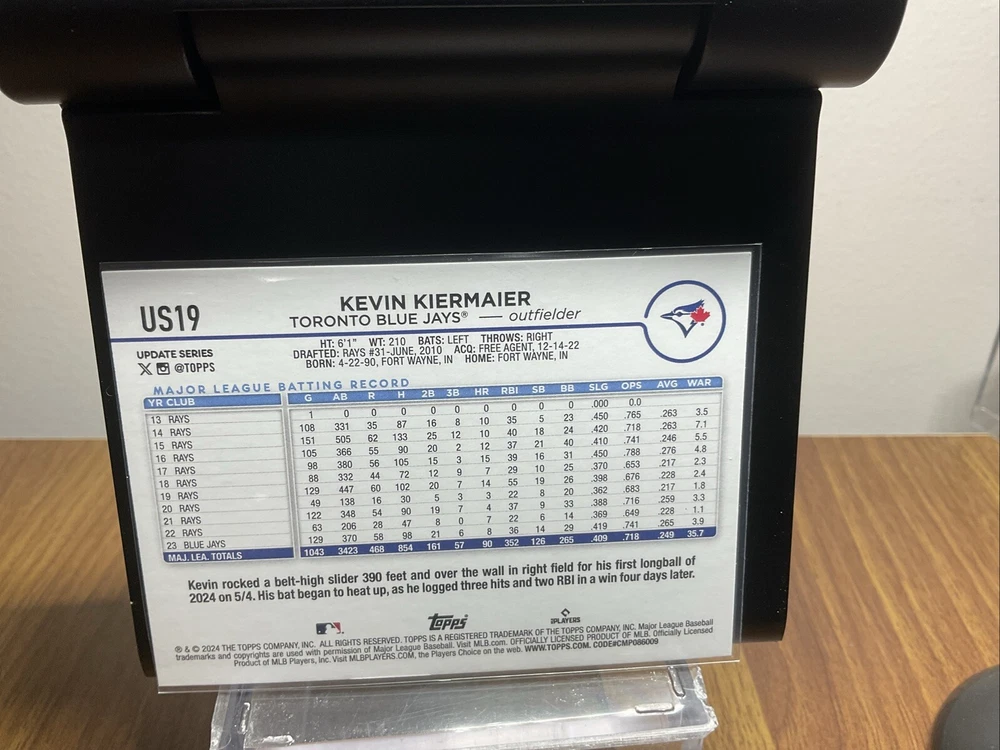 US19
KEVIN KIERMAIER
TORONTO BLUE JAYS® — outfielder
UPDATE SERIES
@TOPPS
HT: 6'1" WT: 210 BATS: LEFT THROWS: RIGHT
DRAFTED: RAYS #31-JUNE, 2010 ACQ: FREE AGENT, 12-14-22
BORN: 4-22-90, FORT WAYNE, IN HOME: FORT WAYNE, IN
MAJOR LEAGUE BATTING RECORD
YR CLUB G AB R H 2B 3B HR RBI SB BB SLG OPS AVG WAR
13 RAYS 1 0 0 0 0 0 0 0 0 0 .000 0.0
14 RAYS 108 331 35 87 16 8 10 35 5 23 .450 .765 .263 3.5
15 RAYS 151 505 62 133 25 12 10 40 18 24 .420 .718 .263 7.1
16 RAYS 105 366 55 90 20 2 12 37 21 40 .410 .741 .246 5.5
17 RAYS 98 380 56 105 15 3 15 39 16 31 .450 .788 .276 4.8
18 RAYS 88 332 44 72 12 9 7 29 10 25 .370 .653 .217 2.3
19 RAYS 129 447 60 102 20 7 14 55 19 26 .398 .676 .228 2.4
20 RAYS 49 138 16 30 5 3 3 22 8 20 .362 .683 .217 1.8
21 RAYS 122 348 54 90 19 7 4 37 9 33 .388 .716 .259 3.3
22 RAYS 63 206 28 47 8 0 7 22 6 14 .369 .649 .228 1.1
23 BLUE JAYS 129 370 58 98 21 6 8 36 14 29 .419 .741 .265 3.9
MAJ. LEA. TOTALS 1043 3423 468 854 161 57 90 352 126 265 .409 .718 .249 35.7
Kevin rocked a belt-high slider 390 feet and over the wall in right field for his first longball of
2024 on 5/4. His bat began to heat up, as he logged three hits and two RBI in a win four days later.
Topps
PLAYERS
® & © 2024 THE TOPPS COMPANY, INC. ALL RIGHTS RESERVED. TOPPS IS A REGISTERED TRADEMARK OF THE TOPPS COMPANY, INC. Major League Baseball
trademarks and copyrights are used with permission of Major League Baseball. Visit MLB.com. OFFICIALLY LICENSED PRODUCT OF MLB. Officially Licensed
Product of MLB Players, Inc. Visit MLBPLAYERS.COM, the Players Choice on the web. WWW.TOPPS.COM. CODE#CMP086009